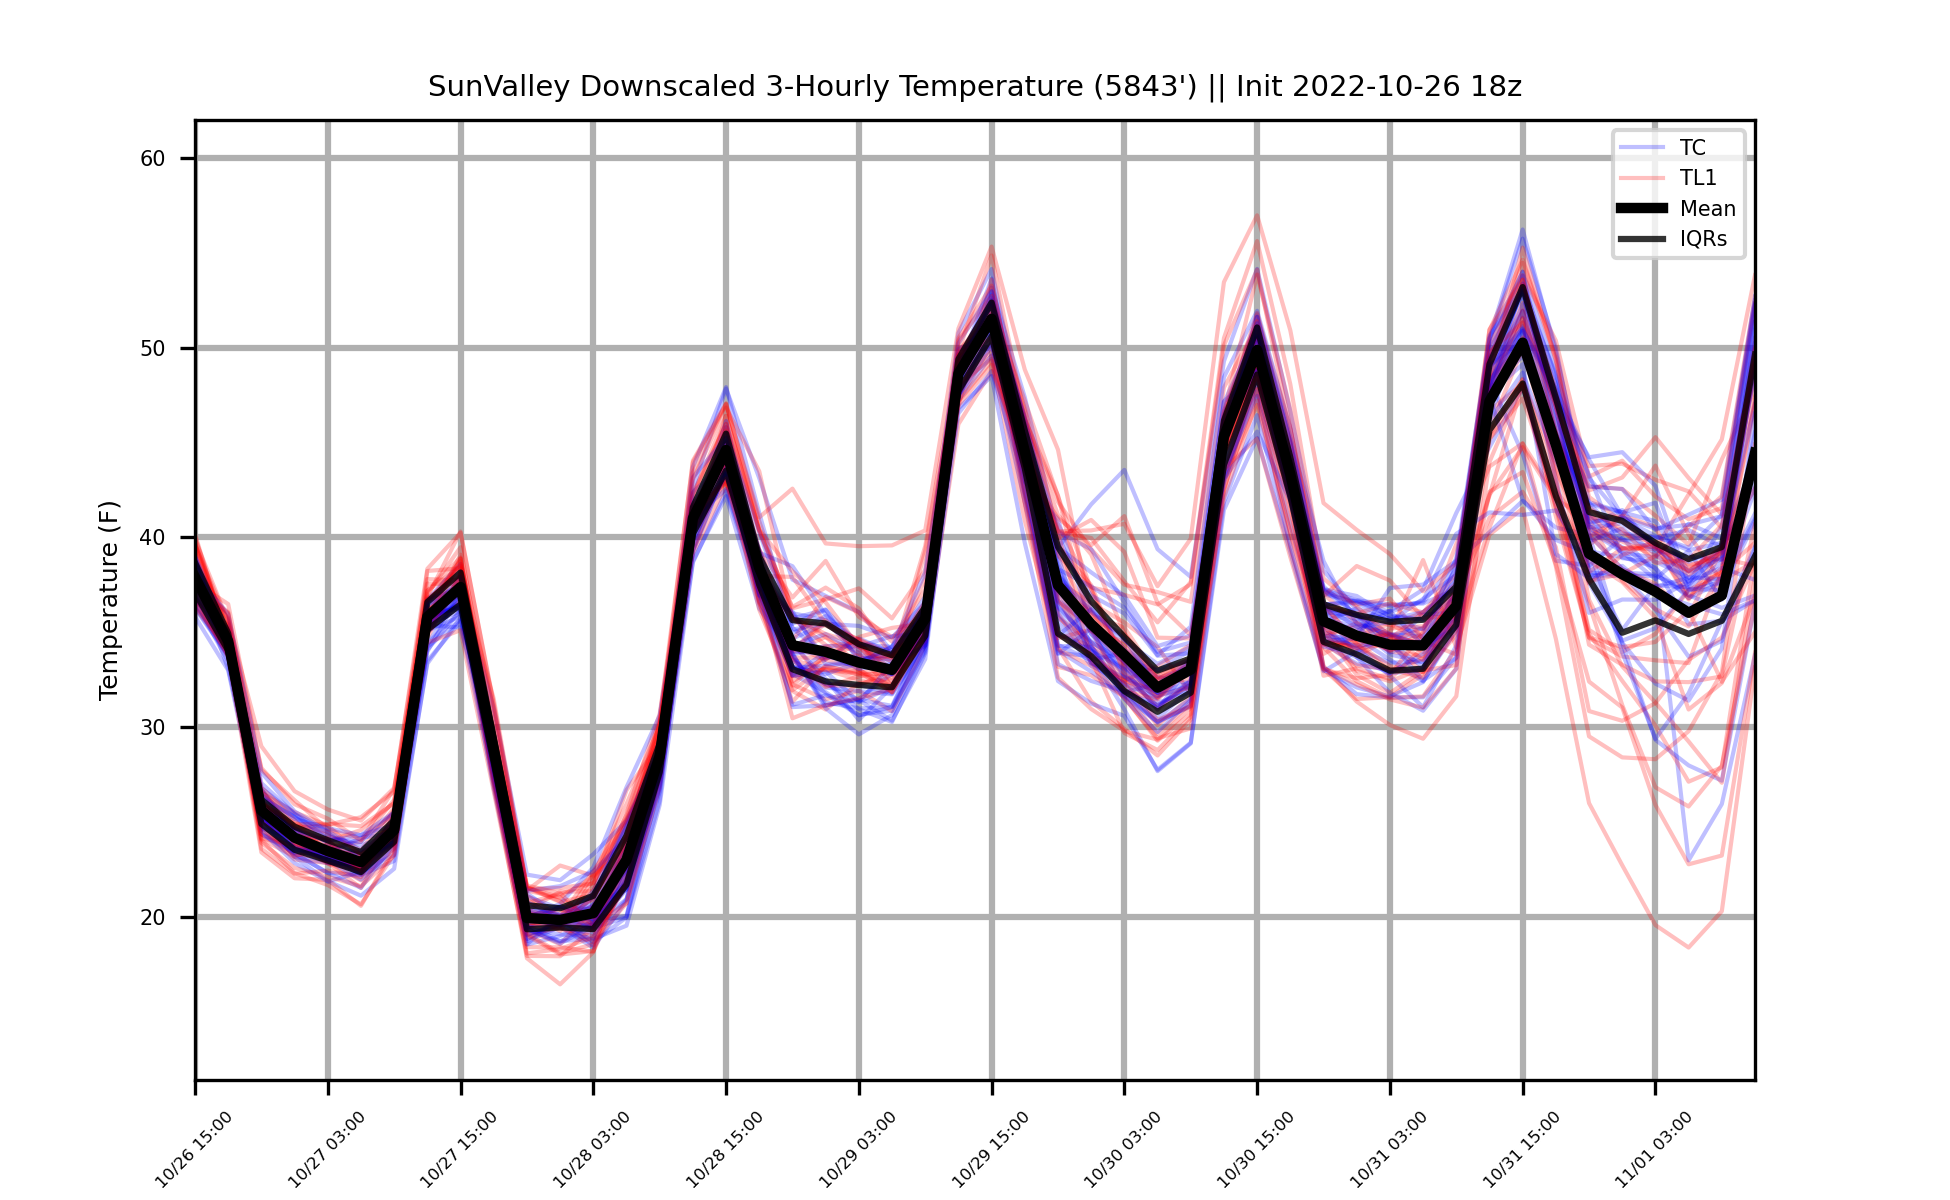 SunValley Downscaled 3-Hourly Temperature (5843') || Init 2022-10-26 18z
TC
TL1
Mean
IQRs
Temperature (F)
60
50
40
30
20
10/26 15:00
10/27 03:00
10/27 15:00
10/28 03:00
10/28 15:00
10/29 03:00
10/29 15:00
10/30 03:00
10/30 15:00
10/31 03:00
10/31 15:00
11/01 03:00